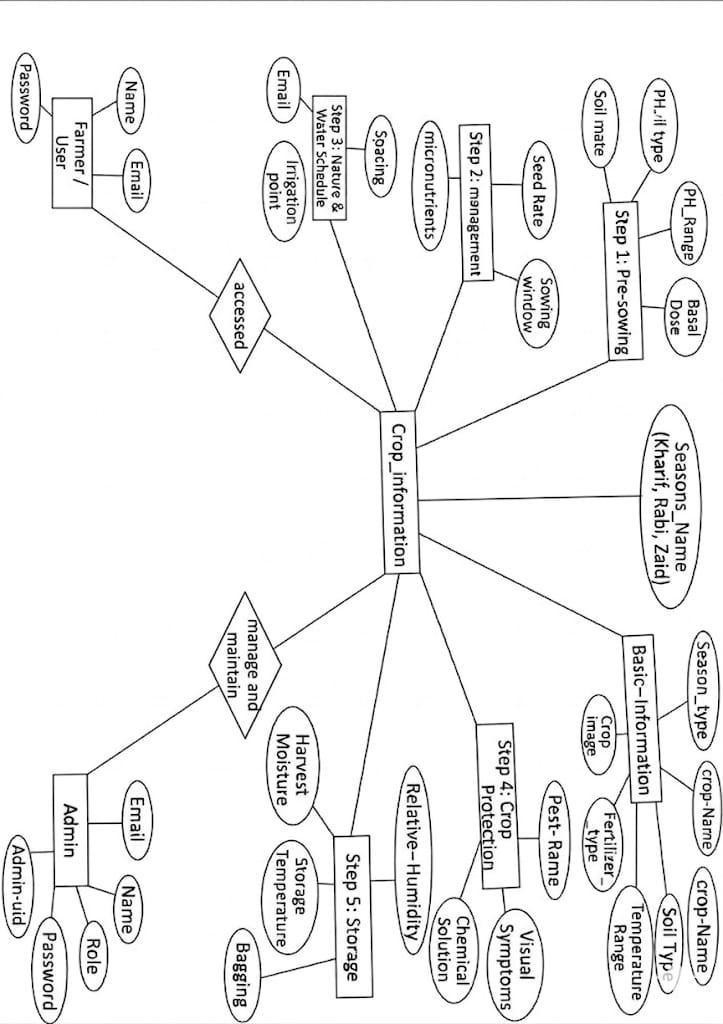 PH./il type
Soil mate
PH_Range
Basal
Dose
Step 1: Pre-sowing
Seasons_Name
(Kharif, Rabi, Zaid)
Season_type
crop-Name
crop-Name
Basic-Information
Crop
image
Fertilizer_
_type
Soil Type
Temperature
Range
Seed Rate
Sowing
window
Step 2: management
micronutrients
Pest- Rame
Visual
Symptoms
Step 4: Crop
Protection
Chemical
Solution
Spacing
Step 3: Nature &
Water Schedule
Email
Irrigation
point
Crop_information
Relative-Humidity
Step 5: Storage
Harvest
Moisture
Storage
Temperature
Bagging
accessed
manage and
maintain
Name
Email
Farmer /
User
Password
Email
Name
Role
Admin
Admin-uid
Password